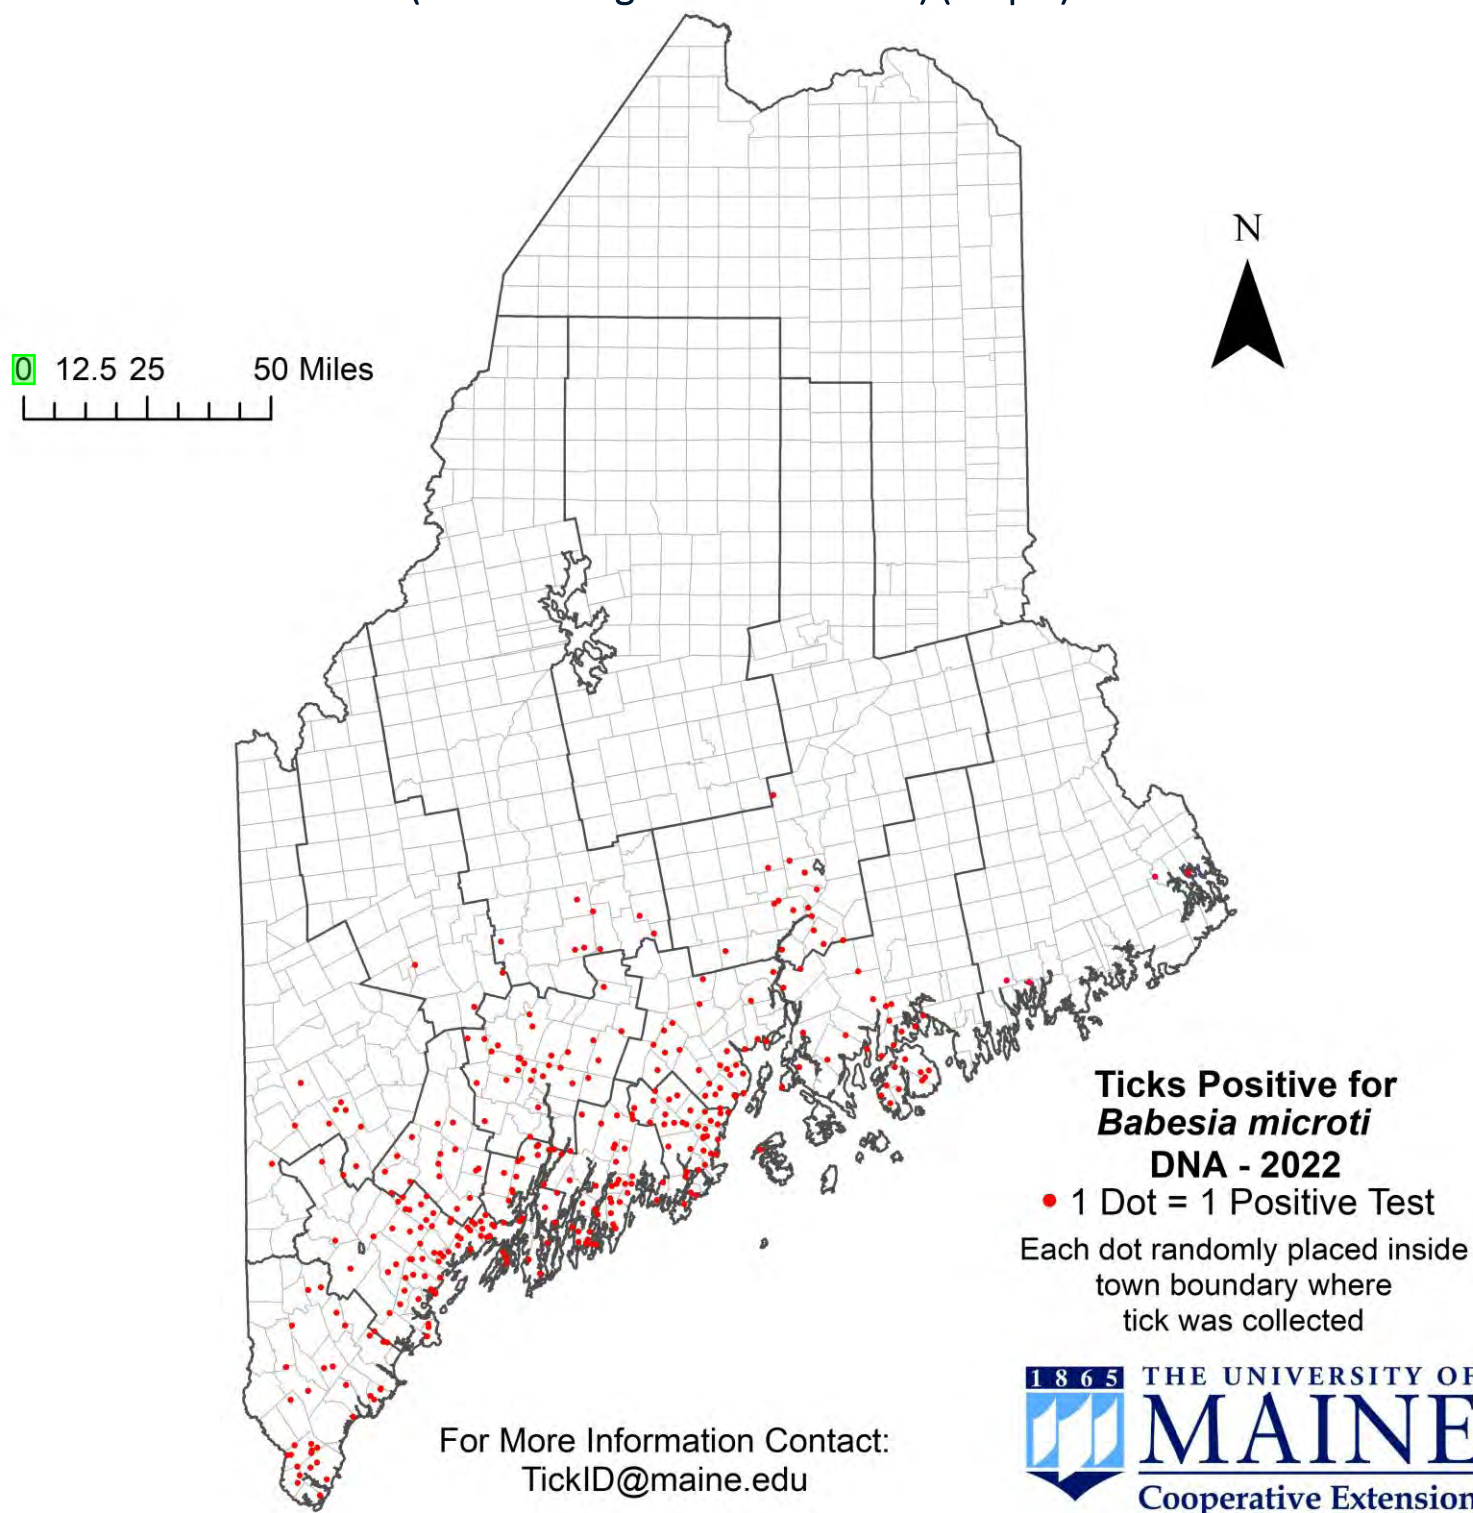 N
0 12.5 25 50 Miles
Ticks Positive for
Babesia microti
DNA - 2022
1 Dot = 1 Positive Test
Each dot randomly placed inside
town boundary where
tick was collected
For More Information Contact:
TickID@maine.edu
1865 THE UNIVERSITY OF
MAINE
Cooperative Extension